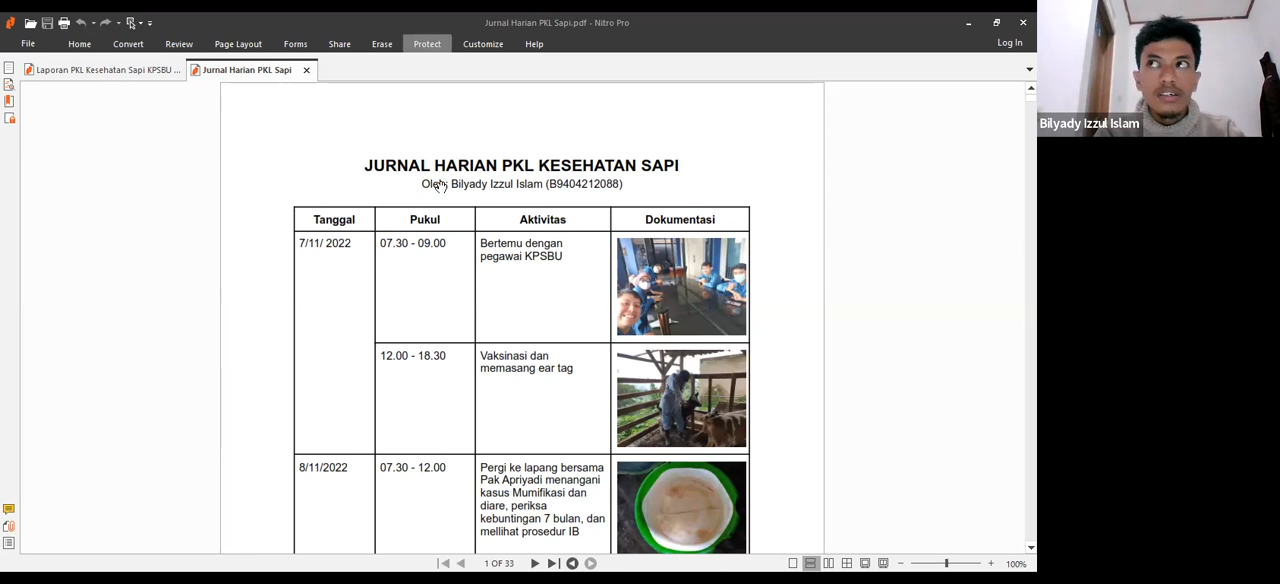 Jurnal Harian PKL Sapi.pdf - Nitro Pro
File Home Convert Review Page Layout Forms Share Erase Protect Customize Help Log In
Laporan PKL Kesehatan Sapi KPSBU ... Jurnal Harian PKL Sapi
Bilyady Izzul Islam
JURNAL HARIAN PKL KESEHATAN SAPI
Oleh: Bilyady Izzul Islam (B9404212088)
Tanggal Pukul Aktivitas Dokumentasi
7/11/ 2022 07.30 - 09.00 Bertemu dengan
pegawai KPSBU
12.00 - 18.30 Vaksinasi dan
memasang ear tag
8/11/2022 07.30 - 12.00 Pergi ke lapang bersama
Pak Apriyadi menangani
kasus Mumifikasi dan
diare, periksa
kebuntingan 7 bulan, dan
mellihat prosedur IB
1 OF 33 100%